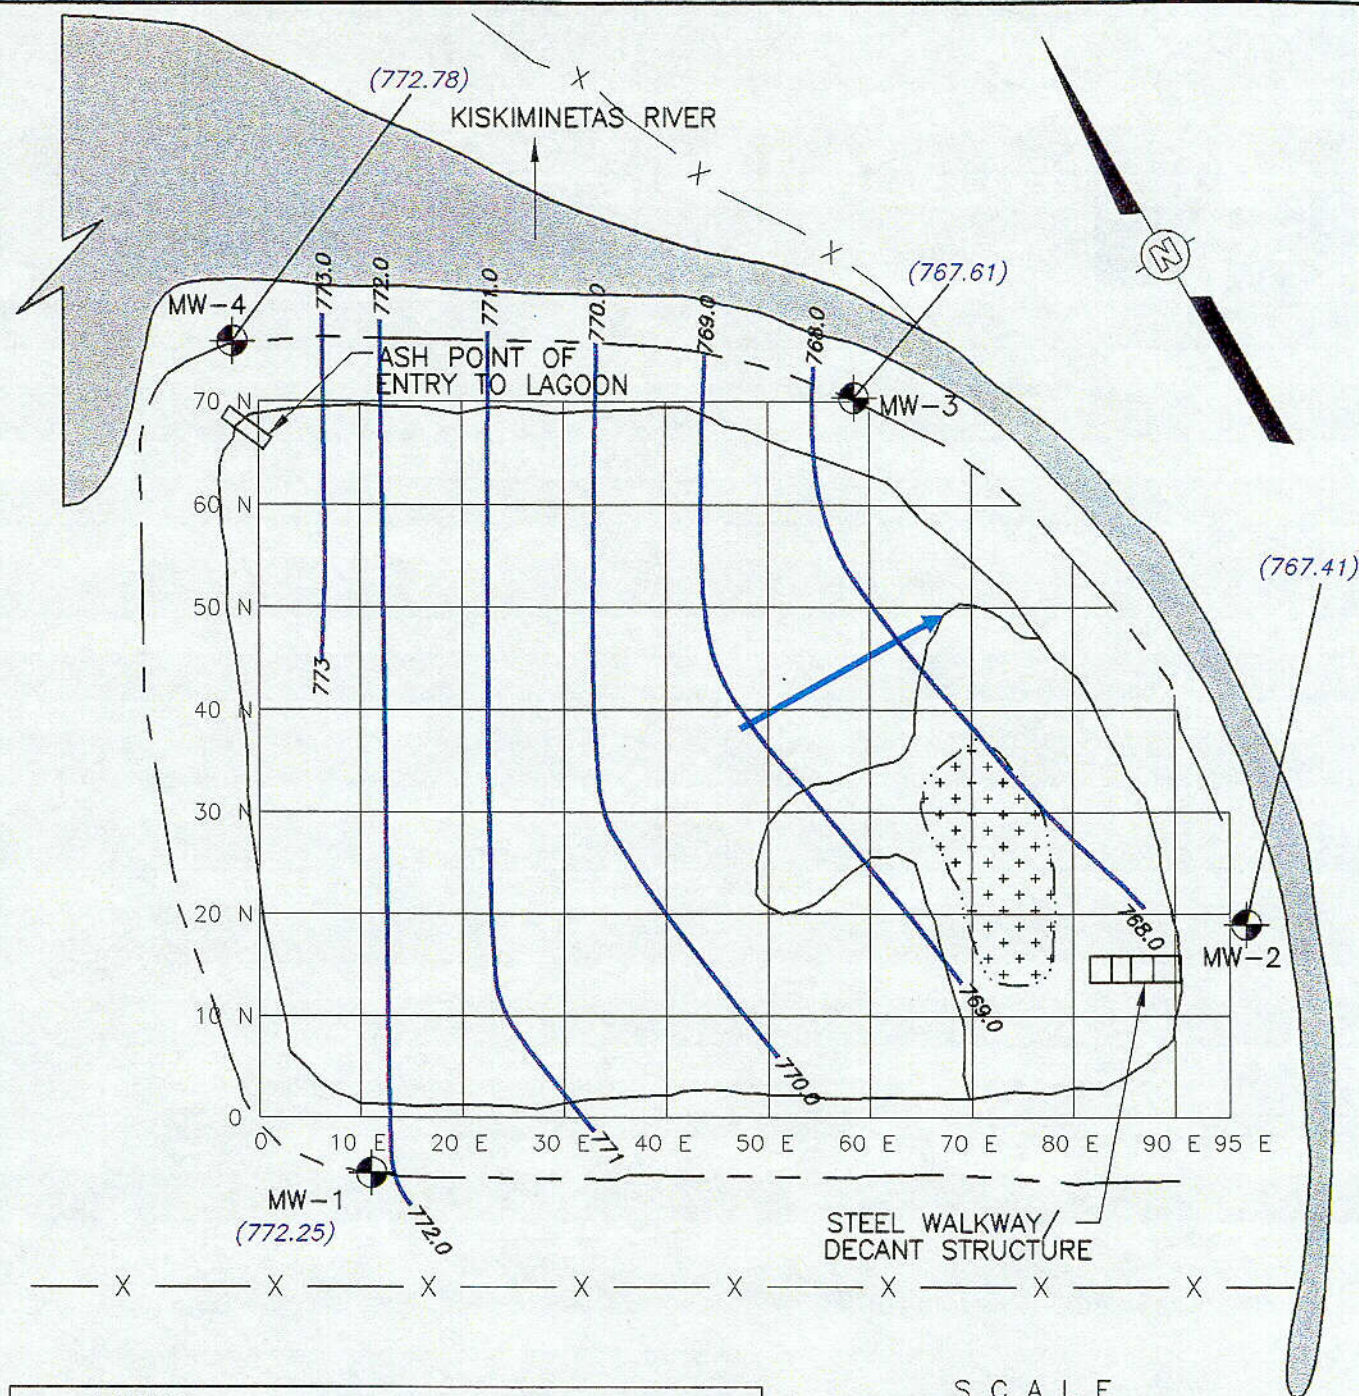 (772.78)
KISKIMINETAS RIVER
N
(767.61)
MW-4
773.0
772.0
771.0
770.0
769.0
768.0
ASH POINT OF
ENTRY TO LAGOON
MW-3
70 N
60 N
50 N
40 N
30 N
20 N
10 N
0
773
(767.41)
768.0
MW-2
769.0
770.0
771
0 10 E 20 E 30 E 40 E 50 E 60 E 70 E 80 E 90 E 95 E
MW-1
(772.25)
772.0
STEEL WALKWAY/
DECANT STRUCTURE
X X X X
X X X X X X X X
SCALE